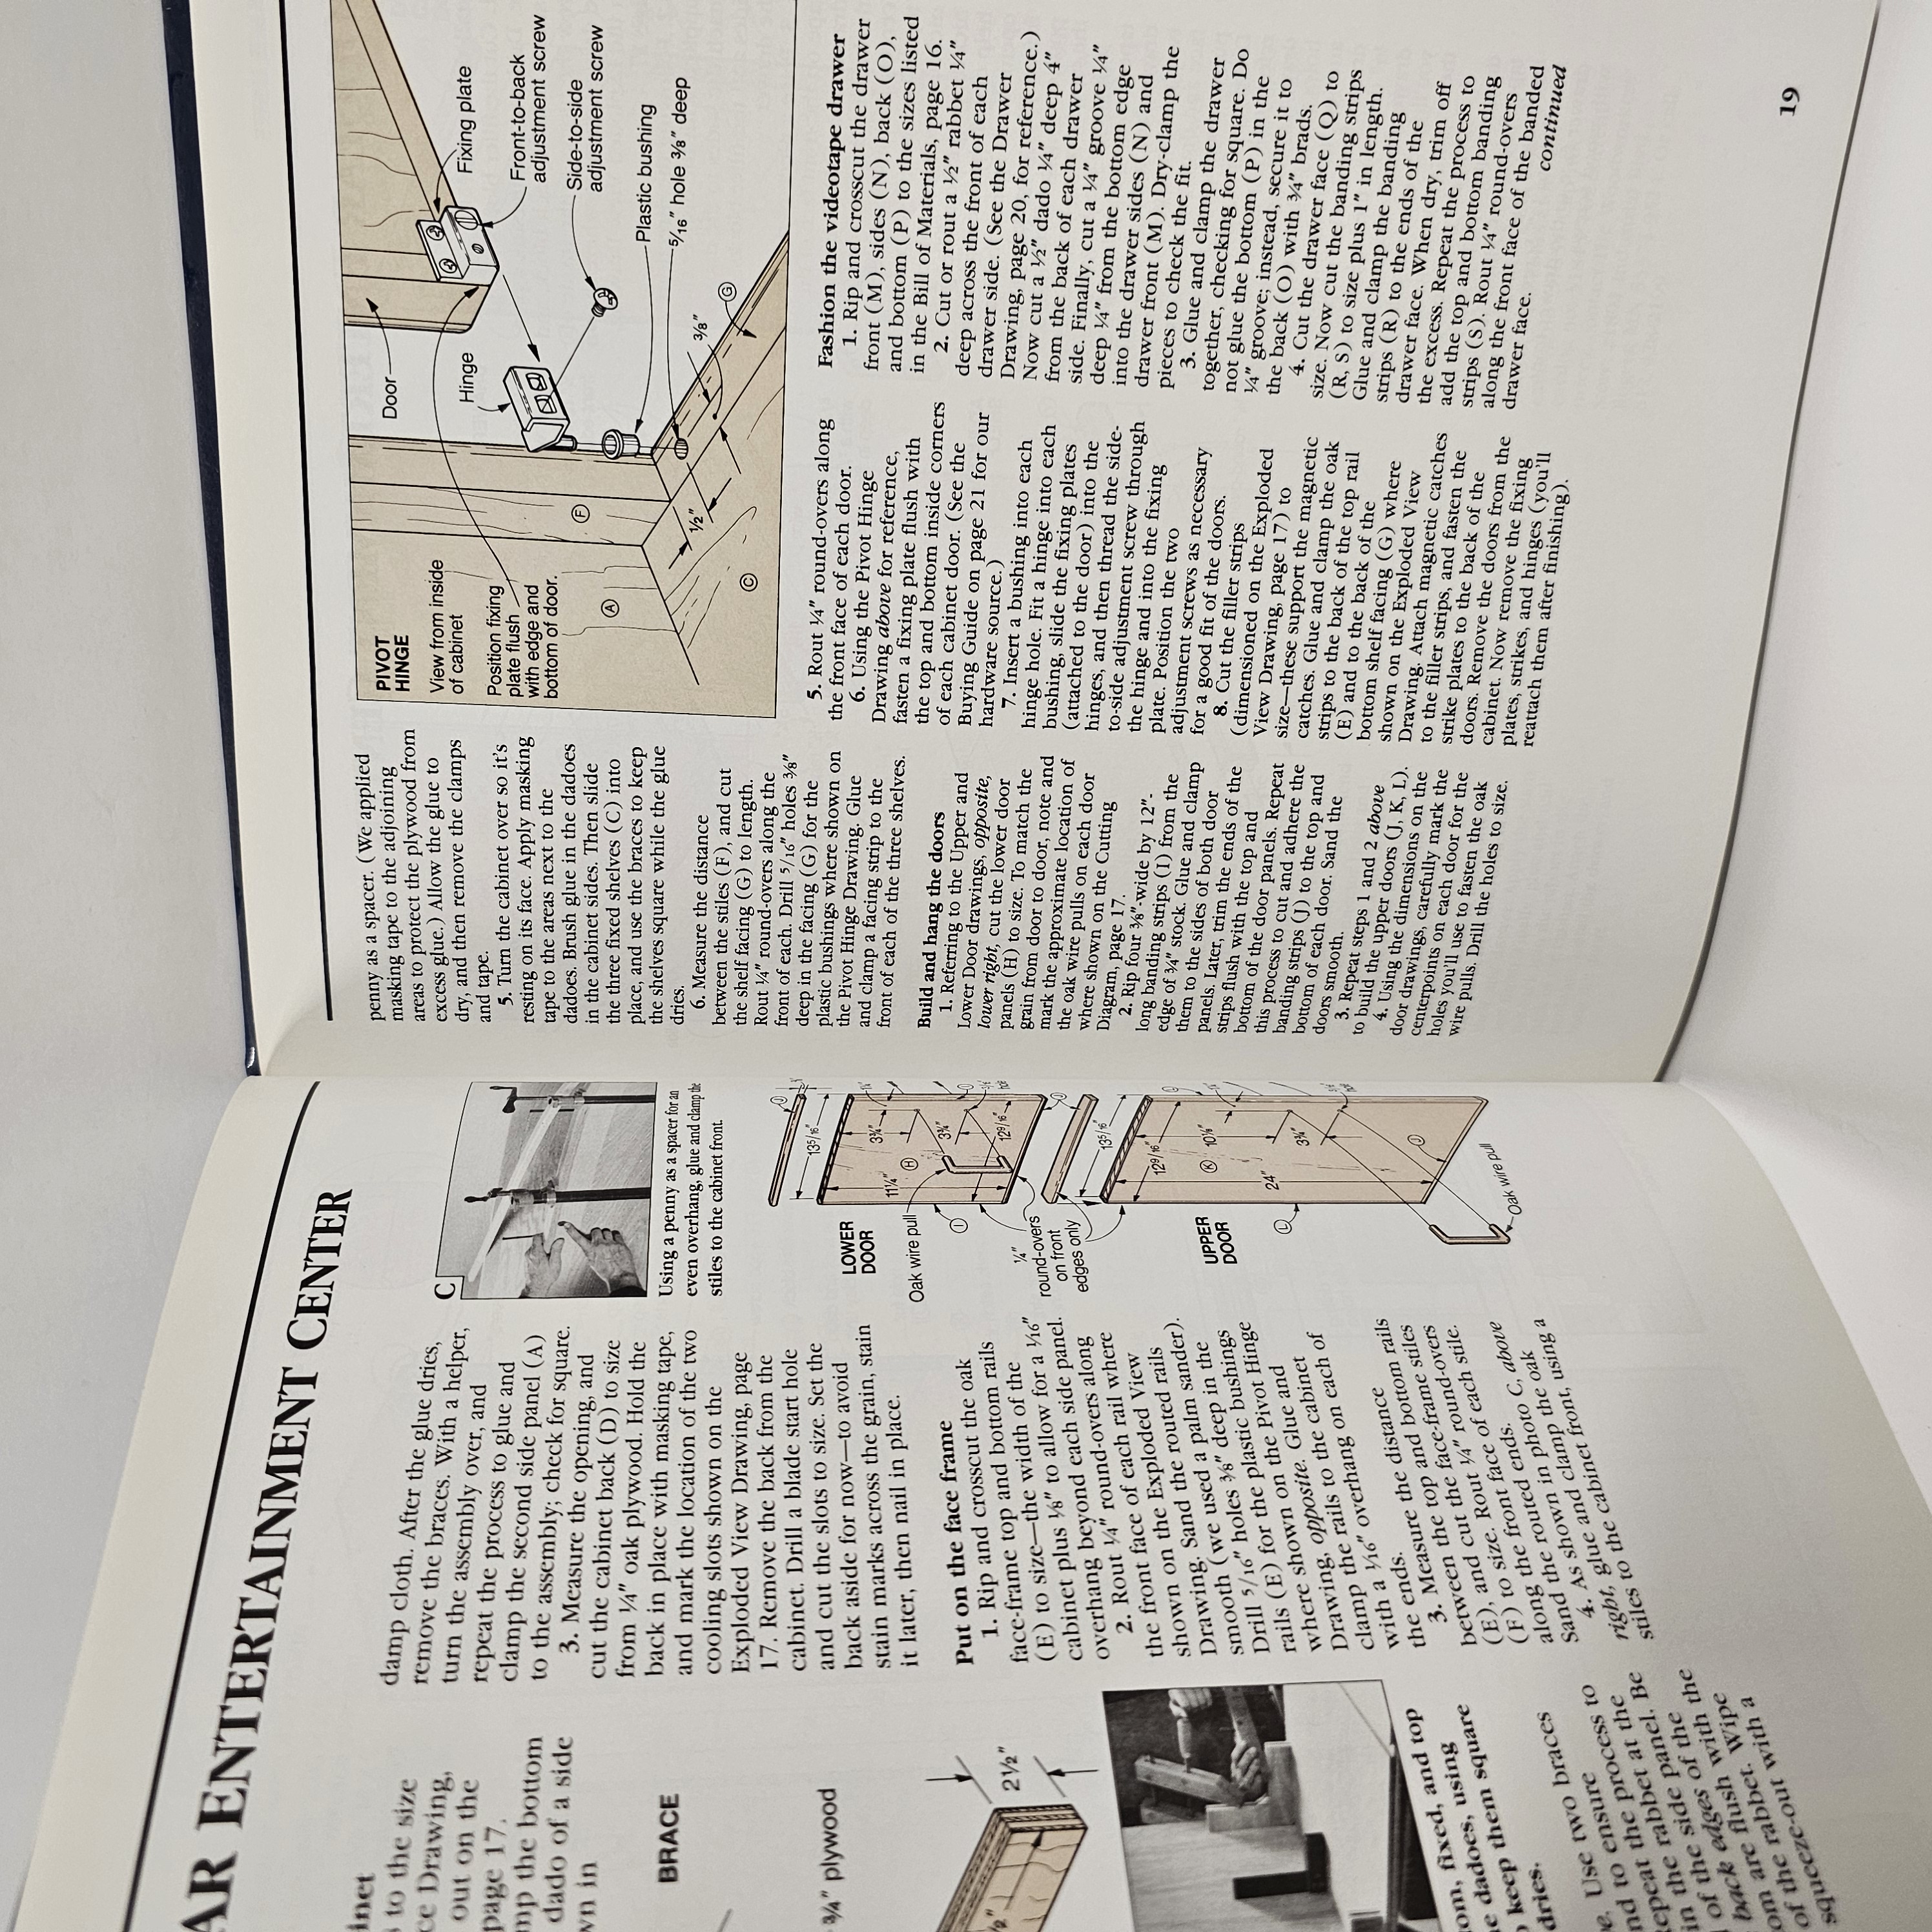 AR ENTERTAINMENT CENTER
inet
s to the size
ce Drawing,
out on the
page 17.
mp the bottom
dado of a side
wn in
BRACE
¾" plywood
2½"
om, fixed, and top
e dadoes, using
o keep them square
dries.
e. Use two braces
nd to ensure
Repeat the process to
in the rabbet at the
of the side panel. Be
back edges of the
om are flush with the
of the rabbet. Wipe
squeeze-out with a
damp cloth. After the glue dries,
remove the braces. With a helper,
turn the assembly over, and
repeat the process to glue and
clamp the second side panel (A)
to the assembly; check for square.
3. Measure the opening, and
cut the cabinet back (D) to size
from ¼" oak plywood. Hold the
back in place with masking tape,
and mark the location of the two
cooling slots shown on the
Exploded View Drawing, page
17. Remove the back from the
cabinet. Drill a blade start hole
and cut the slots to size. Set the
back aside for now—to avoid
stain marks across the grain, stain
it later, then nail in place.
Put on the face frame
1. Rip and crosscut the oak
face-frame top and bottom rails
(E) to size—the width of the
cabinet plus ⅛" to allow for a 1/16"
overhang beyond each side panel.
2. Rout ¼" round-overs along
the front face of each rail where
shown on the Exploded View
Drawing. Sand the routed rails
smooth (we used a palm sander).
Drill 5/16" holes ⅜" deep in the
rails (E) for the plastic bushings
where shown on the Pivot Hinge
Drawing, opposite. Glue and
clamp the rails to the cabinet
with a 1/16" overhang on each of
the ends.
3. Measure the distance
between the top and bottom rails
(E), and cut the face-frame stiles
(F) to size. Rout ¼" round-overs
along the front face of each stile.
Sand the routed ends.
4. As shown in photo C, above
right, glue and clamp the oak
stiles to the cabinet front, using a
C
Using a penny as a spacer for an
even overhang, glue and clamp the
stiles to the cabinet front.
J
13 5/16"
LOWER
DOOR
3¾"
11¼"
H
Oak wire pull
3¾"
I
12 9/16"
¼"
round-overs
on front
edges only
J
13 5/16"
12 9/16"
UPPER
DOOR
K
10⅛"
24"
L
3¾"
J
Oak wire pull
penny as a spacer. (We applied
masking tape to the adjoining
areas to protect the plywood from
excess glue.) Allow the glue to
dry, and then remove the clamps
and tape.
5. Turn the cabinet over so it's
resting on its face. Apply masking
tape to the areas next to the
dadoes. Brush glue in the dadoes
in the cabinet sides. Then slide
the three fixed shelves (C) into
place, and use the braces to keep
the shelves square while the glue
dries.
6. Measure the distance
between the stiles (F), and cut
the shelf facing (G) to length.
Rout ¼" round-overs along the
front of each. Drill 5/16" holes ⅜"
deep in the facing (G) for the
plastic bushings where shown on
the Pivot Hinge Drawing. Glue
and clamp a facing strip to the
front of each of the three shelves.
Build and hang the doors
1. Referring to the Upper and
Lower Door drawings, opposite,
lower right, cut the lower door
panels (H) to size. To match the
grain from door to door, note and
mark the approximate location of
the oak wire pulls on each door
where shown on the Cutting
Diagram, page 17.
2. Rip four ⅜"-wide by 12"-
long banding strips (I) from the
edge of ¾" stock. Glue and clamp
them to the sides of both door
panels. Later, trim the ends of the
strips flush with the top and
bottom of the door panels. Repeat
this process to cut and adhere the
banding strips (J) to the top and
bottom of each door. Sand the
doors smooth.
3. Repeat steps 1 and 2 above
to build the upper doors (J, K, L).
4. Using the dimensions on the
door drawings, carefully mark the
centerpoints on each door for the
holes you'll use to fasten the oak
wire pulls. Drill the holes to size.
PIVOT
HINGE
View from inside
of cabinet
Position fixing
plate flush
with edge and
bottom of door.
Door
Hinge
Fixing plate
Front-to-back
adjustment screw
Side-to-side
adjustment screw
Plastic bushing
5/16" hole ⅜" deep
A
F
½"
⅜"
G
C
5. Rout ¼" round-overs along
the front face of each door.
6. Using the Pivot Hinge
Drawing above for reference,
fasten a fixing plate flush with
the top and bottom inside corners
of each cabinet door. (See the
Buying Guide on page 21 for our
hardware source.)
7. Insert a bushing into each
hinge hole. Fit a hinge into each
bushing, slide the fixing plates
(attached to the door) into the
hinges, and then thread the side-
to-side adjustment screw through
the hinge and into the fixing
plate. Position the two
adjustment screws as necessary
for a good fit of the doors.
8. Cut the filler strips
(dimensioned on the Exploded
View Drawing, page 17) to
size—these support the magnetic
catches. Glue and clamp the oak
strips to the back of the top rail
(E) and to the back of the
bottom shelf facing (G) where
shown on the Exploded View
Drawing. Attach magnetic catches
to the filler strips, and fasten the
strike plates to the back of the
doors. Remove the doors from the
cabinet. Now remove the fixing
plates, strikes, and hinges (you'll
reattach them after finishing).
Fashion the videotape drawer
1. Rip and crosscut the drawer
front (M), sides (N), back (O),
and bottom (P) to the sizes listed
in the Bill of Materials, page 16.
2. Cut or rout a ½" rabbet ¼"
deep across the front of each
drawer side. (See the Drawer
Drawing, page 20, for reference.)
Now cut a ½" dado ¼" deep 4"
from the back of each drawer
side. Finally, cut a ¼" groove ¼"
deep ¼" from the bottom edge
into the drawer sides (N) and
drawer front (M). Dry-clamp the
pieces to check the fit.
3. Glue and clamp the drawer
together, checking for square. Do
not glue the bottom (P) in the
¼" groove; instead, secure it to
the back (O) with ¾" brads.
4. Cut the drawer face (Q) to
size. Now cut the banding strips
(R, S) to size plus 1" in length.
Glue and clamp the banding
strips (R) to the ends of the
drawer face. When dry, trim off
the excess. Repeat the process to
add the top and bottom banding
strips (S). Rout ¼" round-overs
along the front face of the banded
drawer face.
continued
19